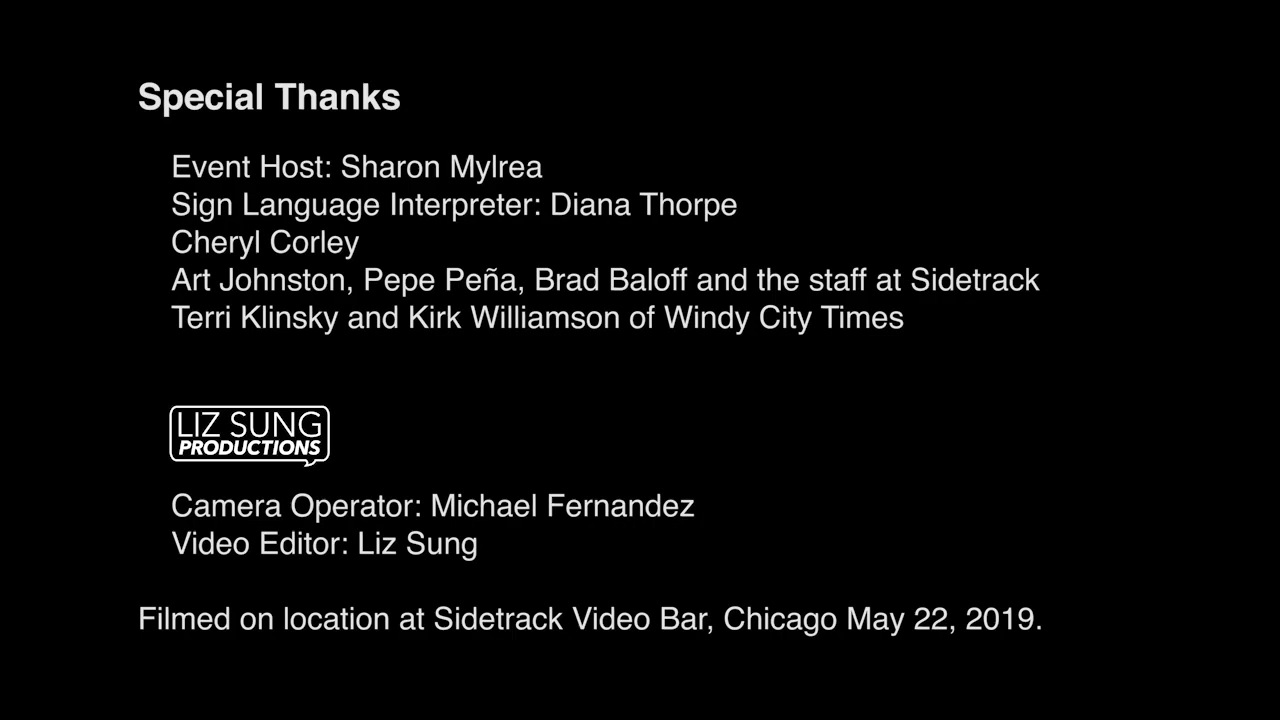 Special Thanks
Event Host: Sharon Mylrea
Sign Language Interpreter: Diana Thorpe
Cheryl Corley
Art Johnston, Pepe Peña, Brad Baloff and the staff at Sidetrack
Terri Klinsky and Kirk Williamson of Windy City Times
LIZ SUNG
PRODUCTIONS
Camera Operator: Michael Fernandez
Video Editor: Liz Sung
Filmed on location at Sidetrack Video Bar, Chicago May 22, 2019.